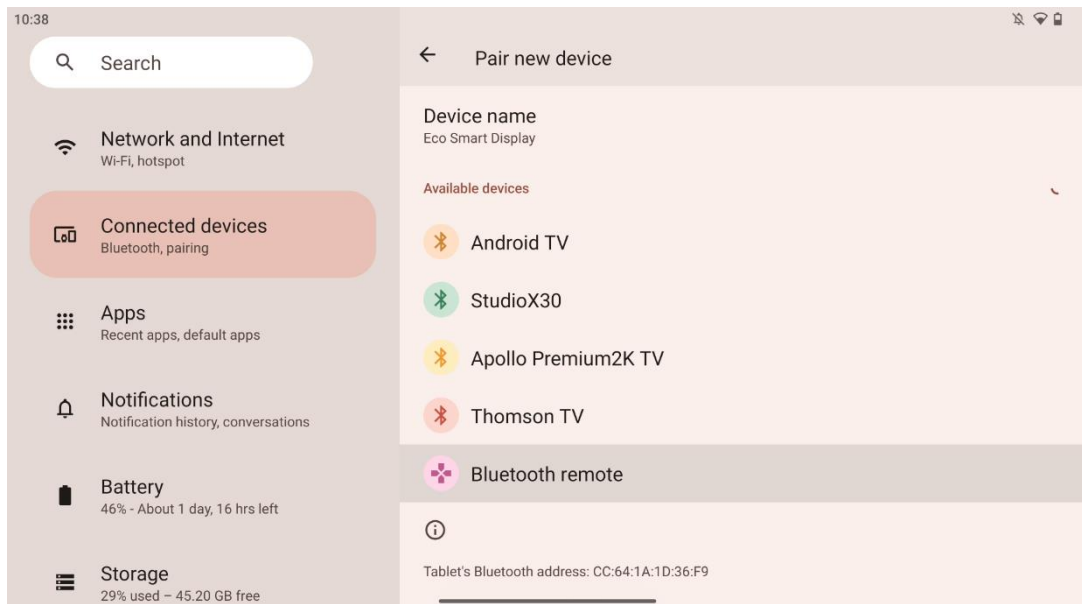 10:38
Search
Network and Internet
Wi-Fi, hotspot
Connected devices
Bluetooth, pairing
Apps
Recent apps, default apps
Notifications
Notification history, conversations
Battery
46% - About 1 day, 16 hrs left
Storage
29% used – 45.20 GB free
Pair new device
Device name
Eco Smart Display
Available devices
Android TV
StudioX30
Apollo Premium2K TV
Thomson TV
Bluetooth remote
Tablet's Bluetooth address: CC:64:1A:1D:36:F9